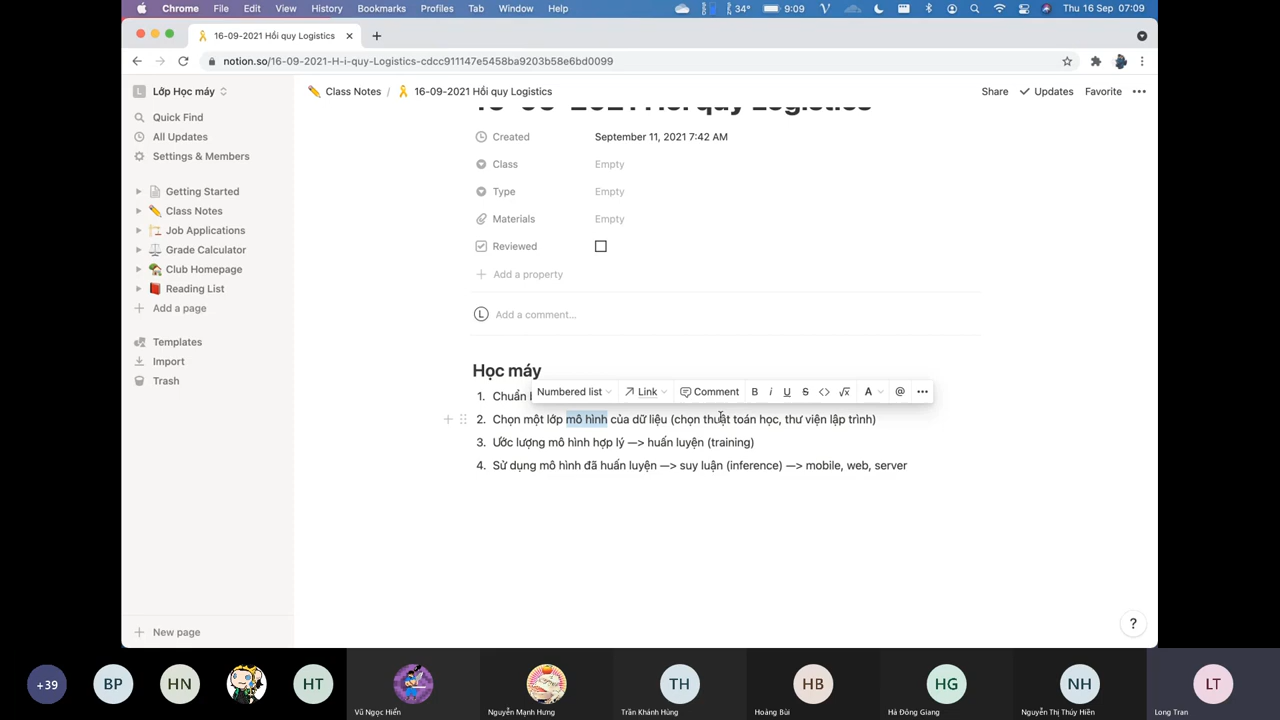 Chrome File Edit View History Bookmarks Profiles Tab Window Help 34° 9:09 Thu 16 Sep 07:09
16-09-2021 Hồi quy Logistics
notion.so/16-09-2021-H-i-quy-Logistics-cdcc911147e5458ba9203b58e6bd0099
L Lớp Học máy
Class Notes / 16-09-2021 Hồi quy Logistics
Share Updates Favorite
16-09-2021 Hồi quy Logistics
Quick Find
All Updates
Settings & Members
Getting Started
Class Notes
Job Applications
Grade Calculator
Club Homepage
Reading List
Add a page
Templates
Import
Trash
New page
Created September 11, 2021 7:42 AM
Class Empty
Type Empty
Materials Empty
Reviewed
Add a property
L Add a comment...
Học máy
Numbered list Link Comment B i U S <> √x A @
1. Chuẩn
2. Chọn một lớp mô hình của dữ liệu (chọn thuật toán học, thư viện lập trình)
3. Ước lượng mô hình hợp lý —> huấn luyện (training)
4. Sử dụng mô hình đã huấn luyện —> suy luận (inference) —> mobile, web, server
?
+39 BP HN HT TH HB HG NH LT
Vũ Ngọc Hiển Nguyễn Mạnh Hưng Trần Khánh Hùng Hoàng Bùi Hà Đông Giang Nguyễn Thị Thúy Hiền Long Tran